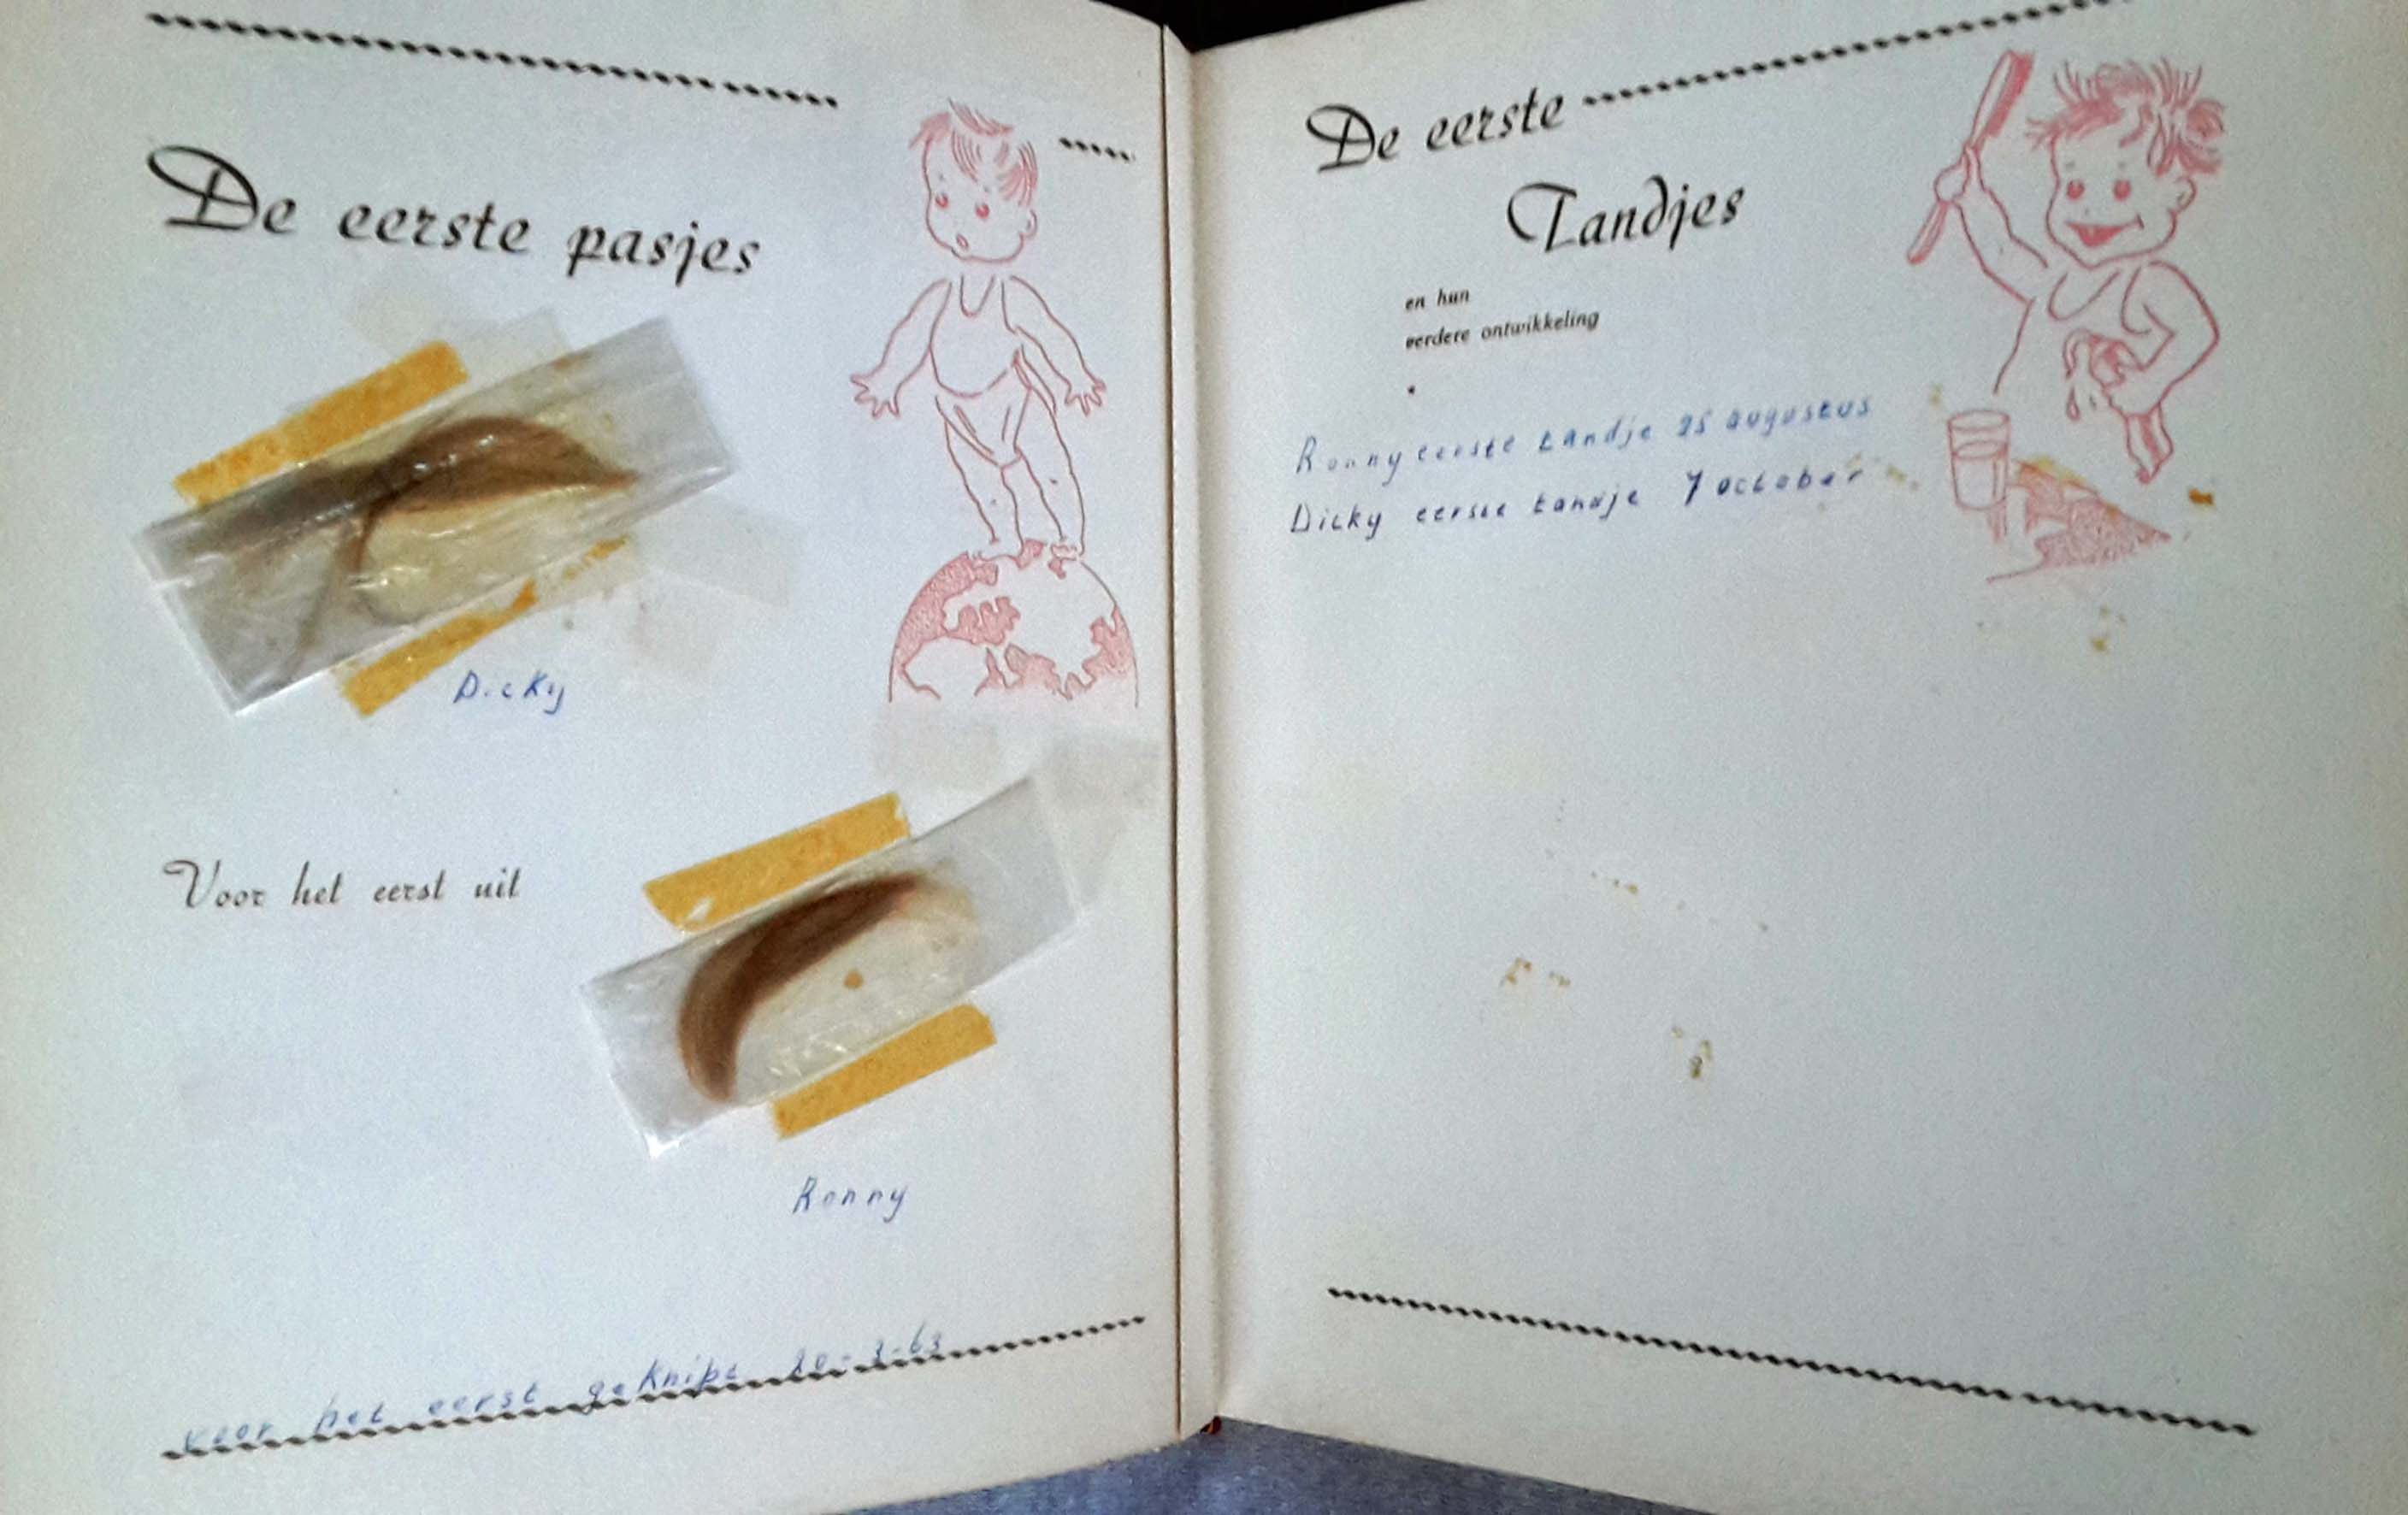 De eerste pasjes
Dicky
Voor het eerst uit
Ronny
voor het eerst geknipt 20-3-63
De eerste
Tandjes
en hun
verdere ontwikkeling
Ronny eerste tandje 25 augustus
Dicky eerste tandje 7 october